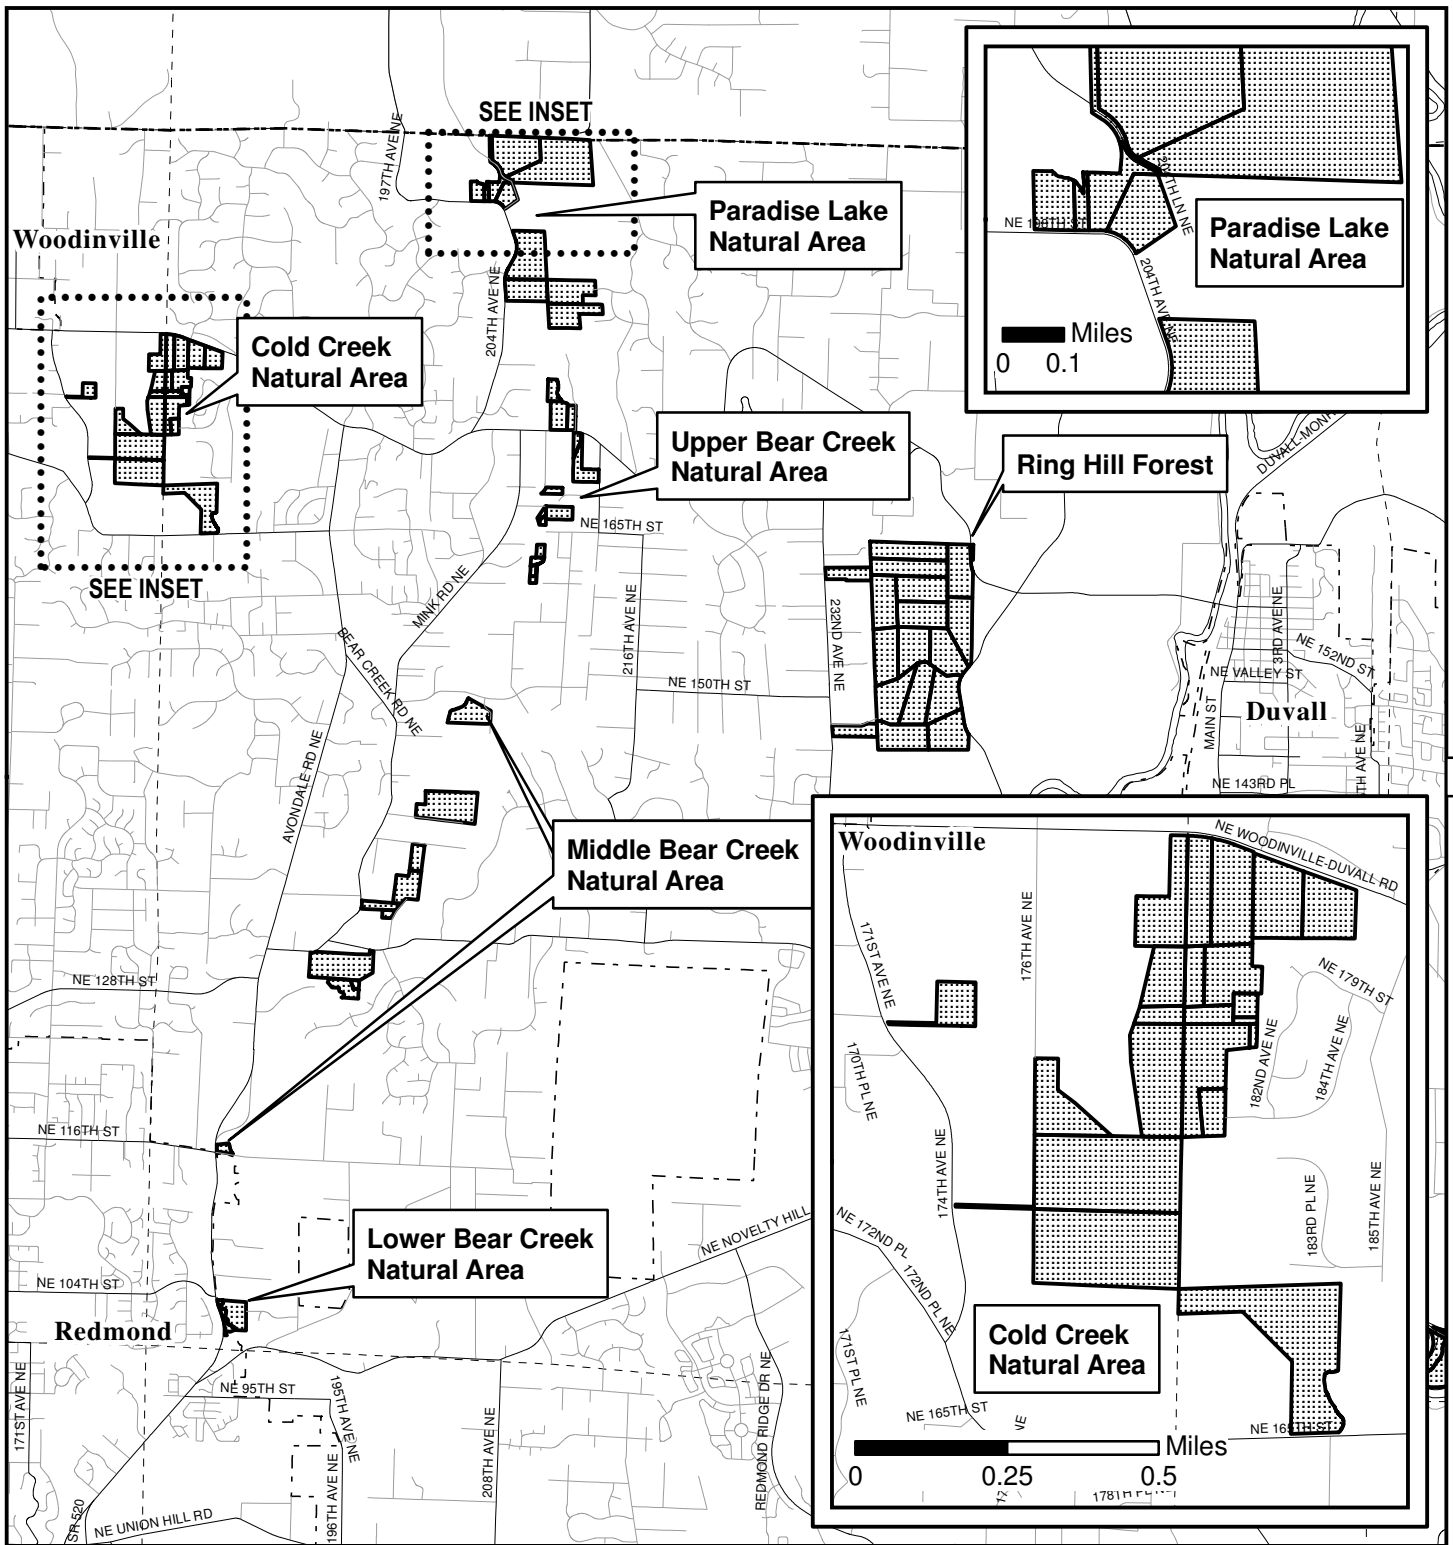 SEE INSET
197TH AVE NE
Paradise Lake
Natural Area
Woodinville
204TH AVE NE
Cold Creek
Natural Area
Upper Bear Creek
Natural Area
Ring Hill Forest
NE 165TH ST
SEE INSET
MINK RD NE
BEAR CREEK RD NE
216TH AVE NE
232ND AVE NE
NE 150TH ST
AVONDALE RD NE
3RD AVE NE
NE 152ND ST
NE VALLEY ST
MAIN ST
Duvall
NE 143RD PL
Middle Bear Creek
Natural Area
NE 128TH ST
NE 116TH ST
Lower Bear Creek
Natural Area
NE NOVELTY HILL
NE 104TH ST
Redmond
NE 95TH ST
171ST AVE NE
195TH AVE NE
196TH AVE NE
208TH AVE NE
REDMOND RIDGE DR NE
SR 520
NE UNION HILL RD
NE 198TH ST
204TH AVE NE
Paradise Lake
Natural Area
Miles
0 0.1
Woodinville
NE WOODINVILLE-DUVALL RD
171ST AVE NE
176TH AVE NE
NE 179TH ST
170TH PL NE
182ND AVE NE
184TH AVE NE
174TH AVE NE
183RD PL NE
185TH AVE NE
NE 172ND PL
172ND PL NE
171ST PL NE
Cold Creek
Natural Area
NE 165TH ST
NE 165TH ST
Miles
0 0.25 0.5